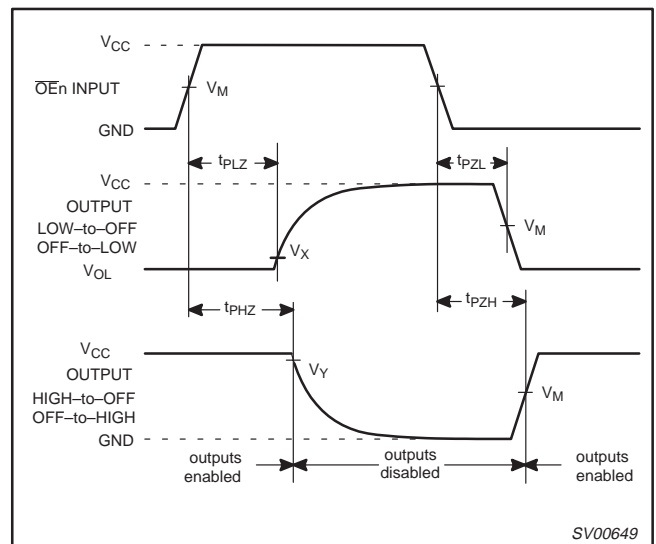 VCC
OEn INPUT
VM
GND
tPLZ
tPZL
VCC
OUTPUT
LOW–to–OFF
OFF–to–LOW
VM
VX
VOL
tPHZ
tPZH
VCC
OUTPUT
HIGH–to–OFF
OFF–to–HIGH
VY
VM
GND
outputs
enabled
outputs
disabled
outputs
enabled
SV00649